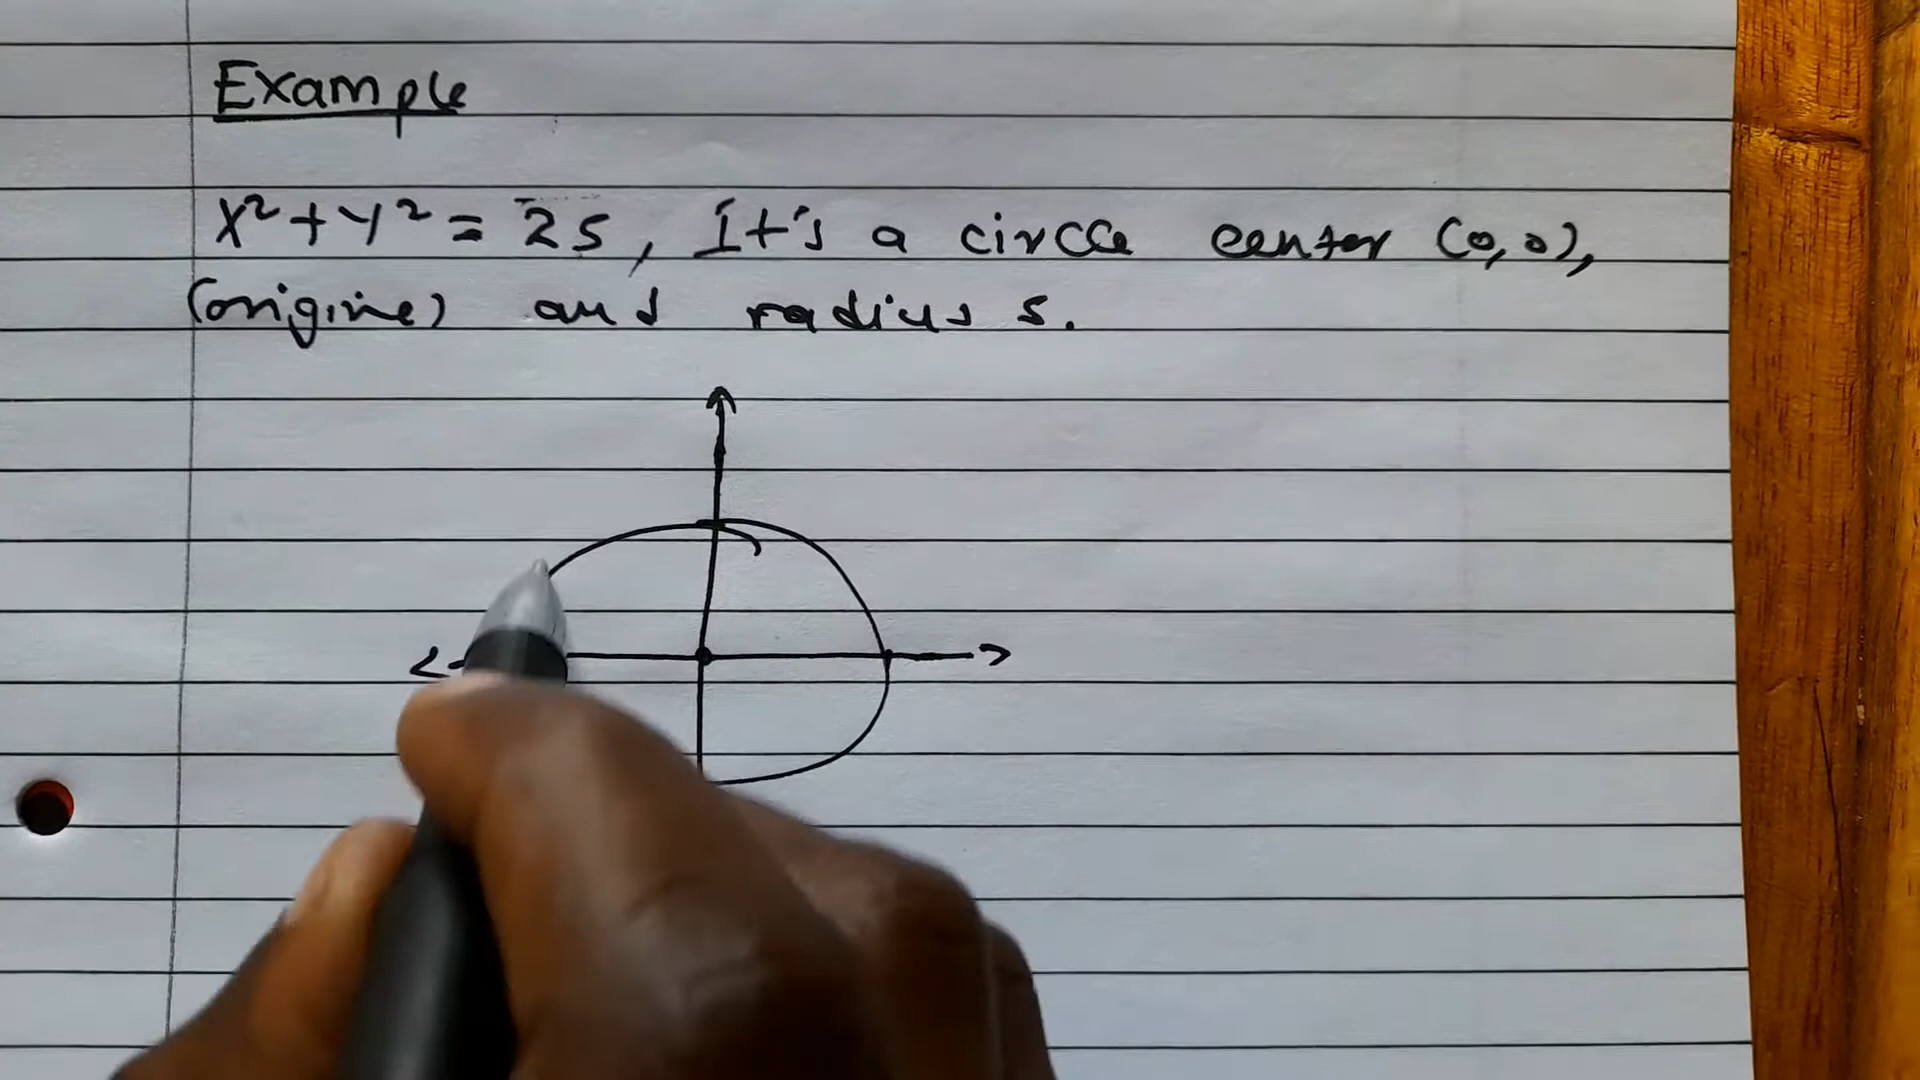 Example
x² + y² = 25, It's a circle center (0,0),
(origine) and radius 5.